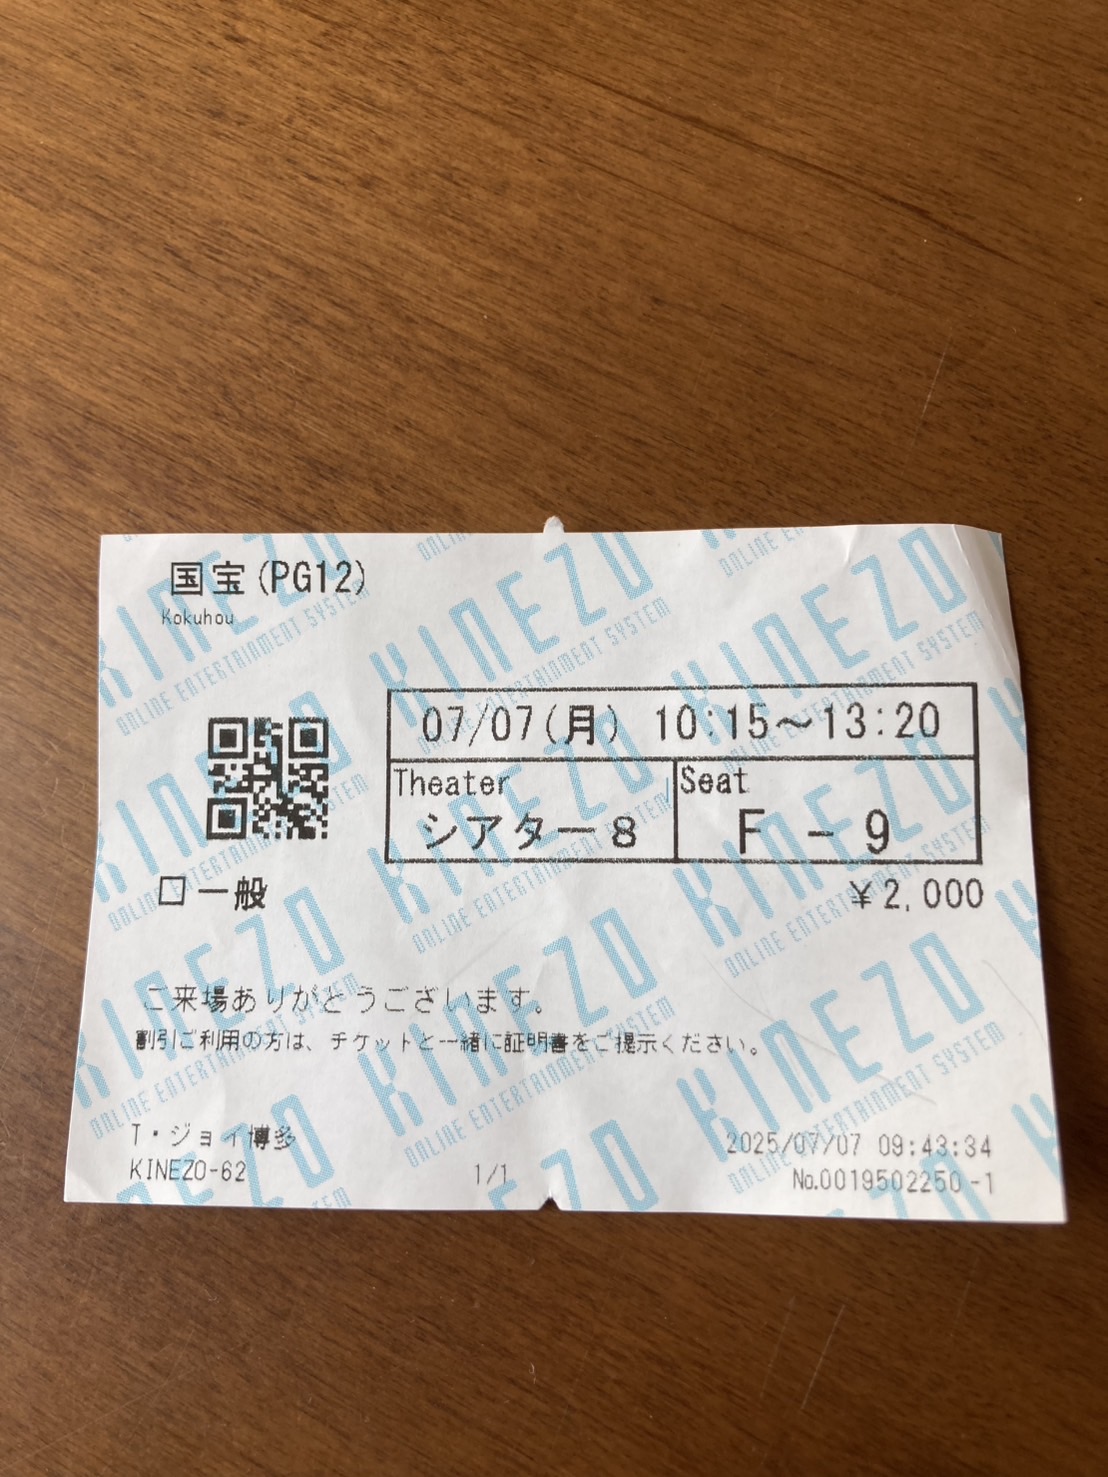 国宝(PG12)
Kokuhou
07/07(月) 10:15～13:20
Theater
シアター8
Seat
F - 9
□一般
¥2,000
ご来場ありがとうございます。
割引ご利用の方は、チケットと一緒に証明書をご提示ください。
T・ジョイ博多
KINEZO-62
1/1
2025/07/07 09:43:34
No.0019502250-1
KINEZO
ONLINE ENTERTAINMENT SYSTEM